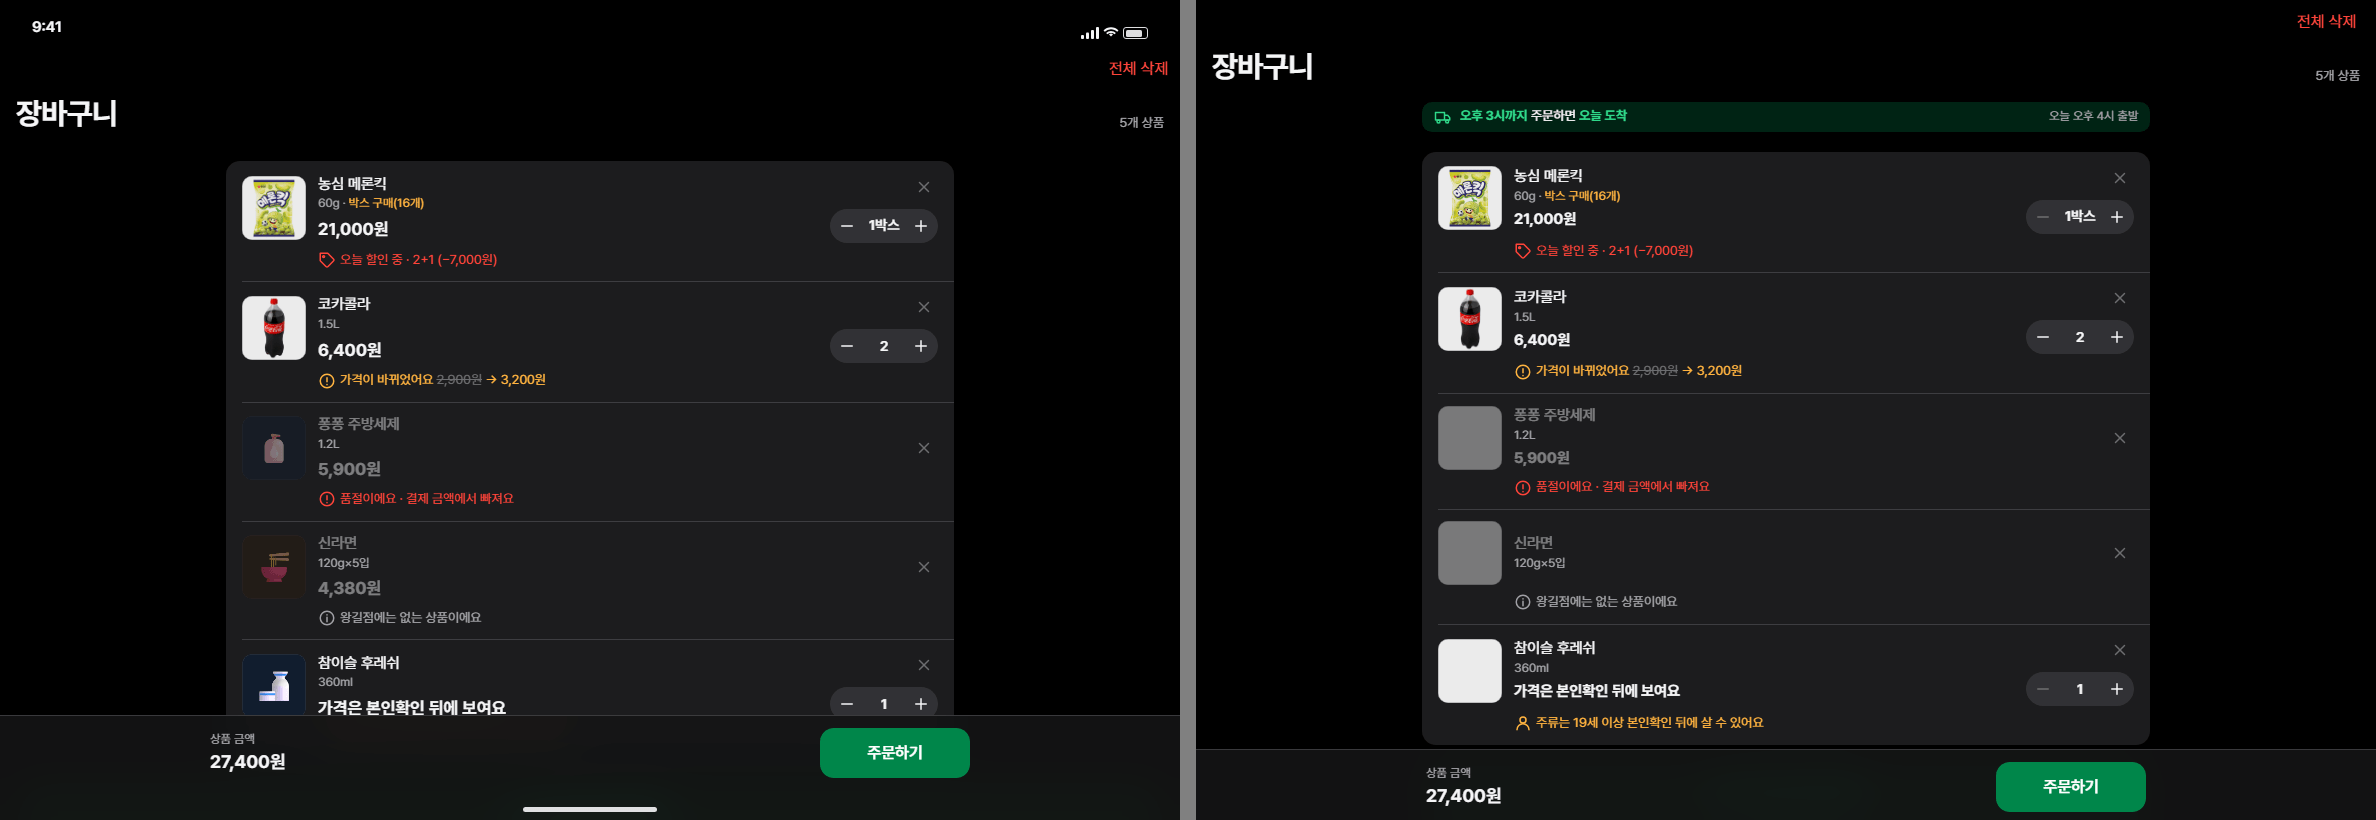 9:41
전체 삭제
장바구니
5개 상품
농심 메론킥
60g · 박스 구매(16개)
21,000원
1박스
오늘 할인 중 · 2+1 (−7,000원)
코카콜라
1.5L
6,400원
2
가격이 바뀌었어요 2,900원 → 3,200원
퐁퐁 주방세제
1.2L
5,900원
품절이에요 · 결제 금액에서 빠져요
신라면
120g×5입
4,380원
왕길점에는 없는 상품이에요
참이슬 후레쉬
360ml
가격은 본인확인 뒤에 보여요
1
상품 금액
27,400원
주문하기
전체 삭제
장바구니
5개 상품
오후 3시까지 주문하면 오늘 도착
오늘 오후 4시 출발
농심 메론킥
60g · 박스 구매(16개)
21,000원
1박스
오늘 할인 중 · 2+1 (−7,000원)
코카콜라
1.5L
6,400원
2
가격이 바뀌었어요 2,900원 → 3,200원
퐁퐁 주방세제
1.2L
5,900원
품절이에요 · 결제 금액에서 빠져요
신라면
120g×5입
왕길점에는 없는 상품이에요
참이슬 후레쉬
360ml
가격은 본인확인 뒤에 보여요
1
주류는 19세 이상 본인확인 뒤에 살 수 있어요
상품 금액
27,400원
주문하기
메론킥
Coca-Cola
메론킥
Coca-Cola